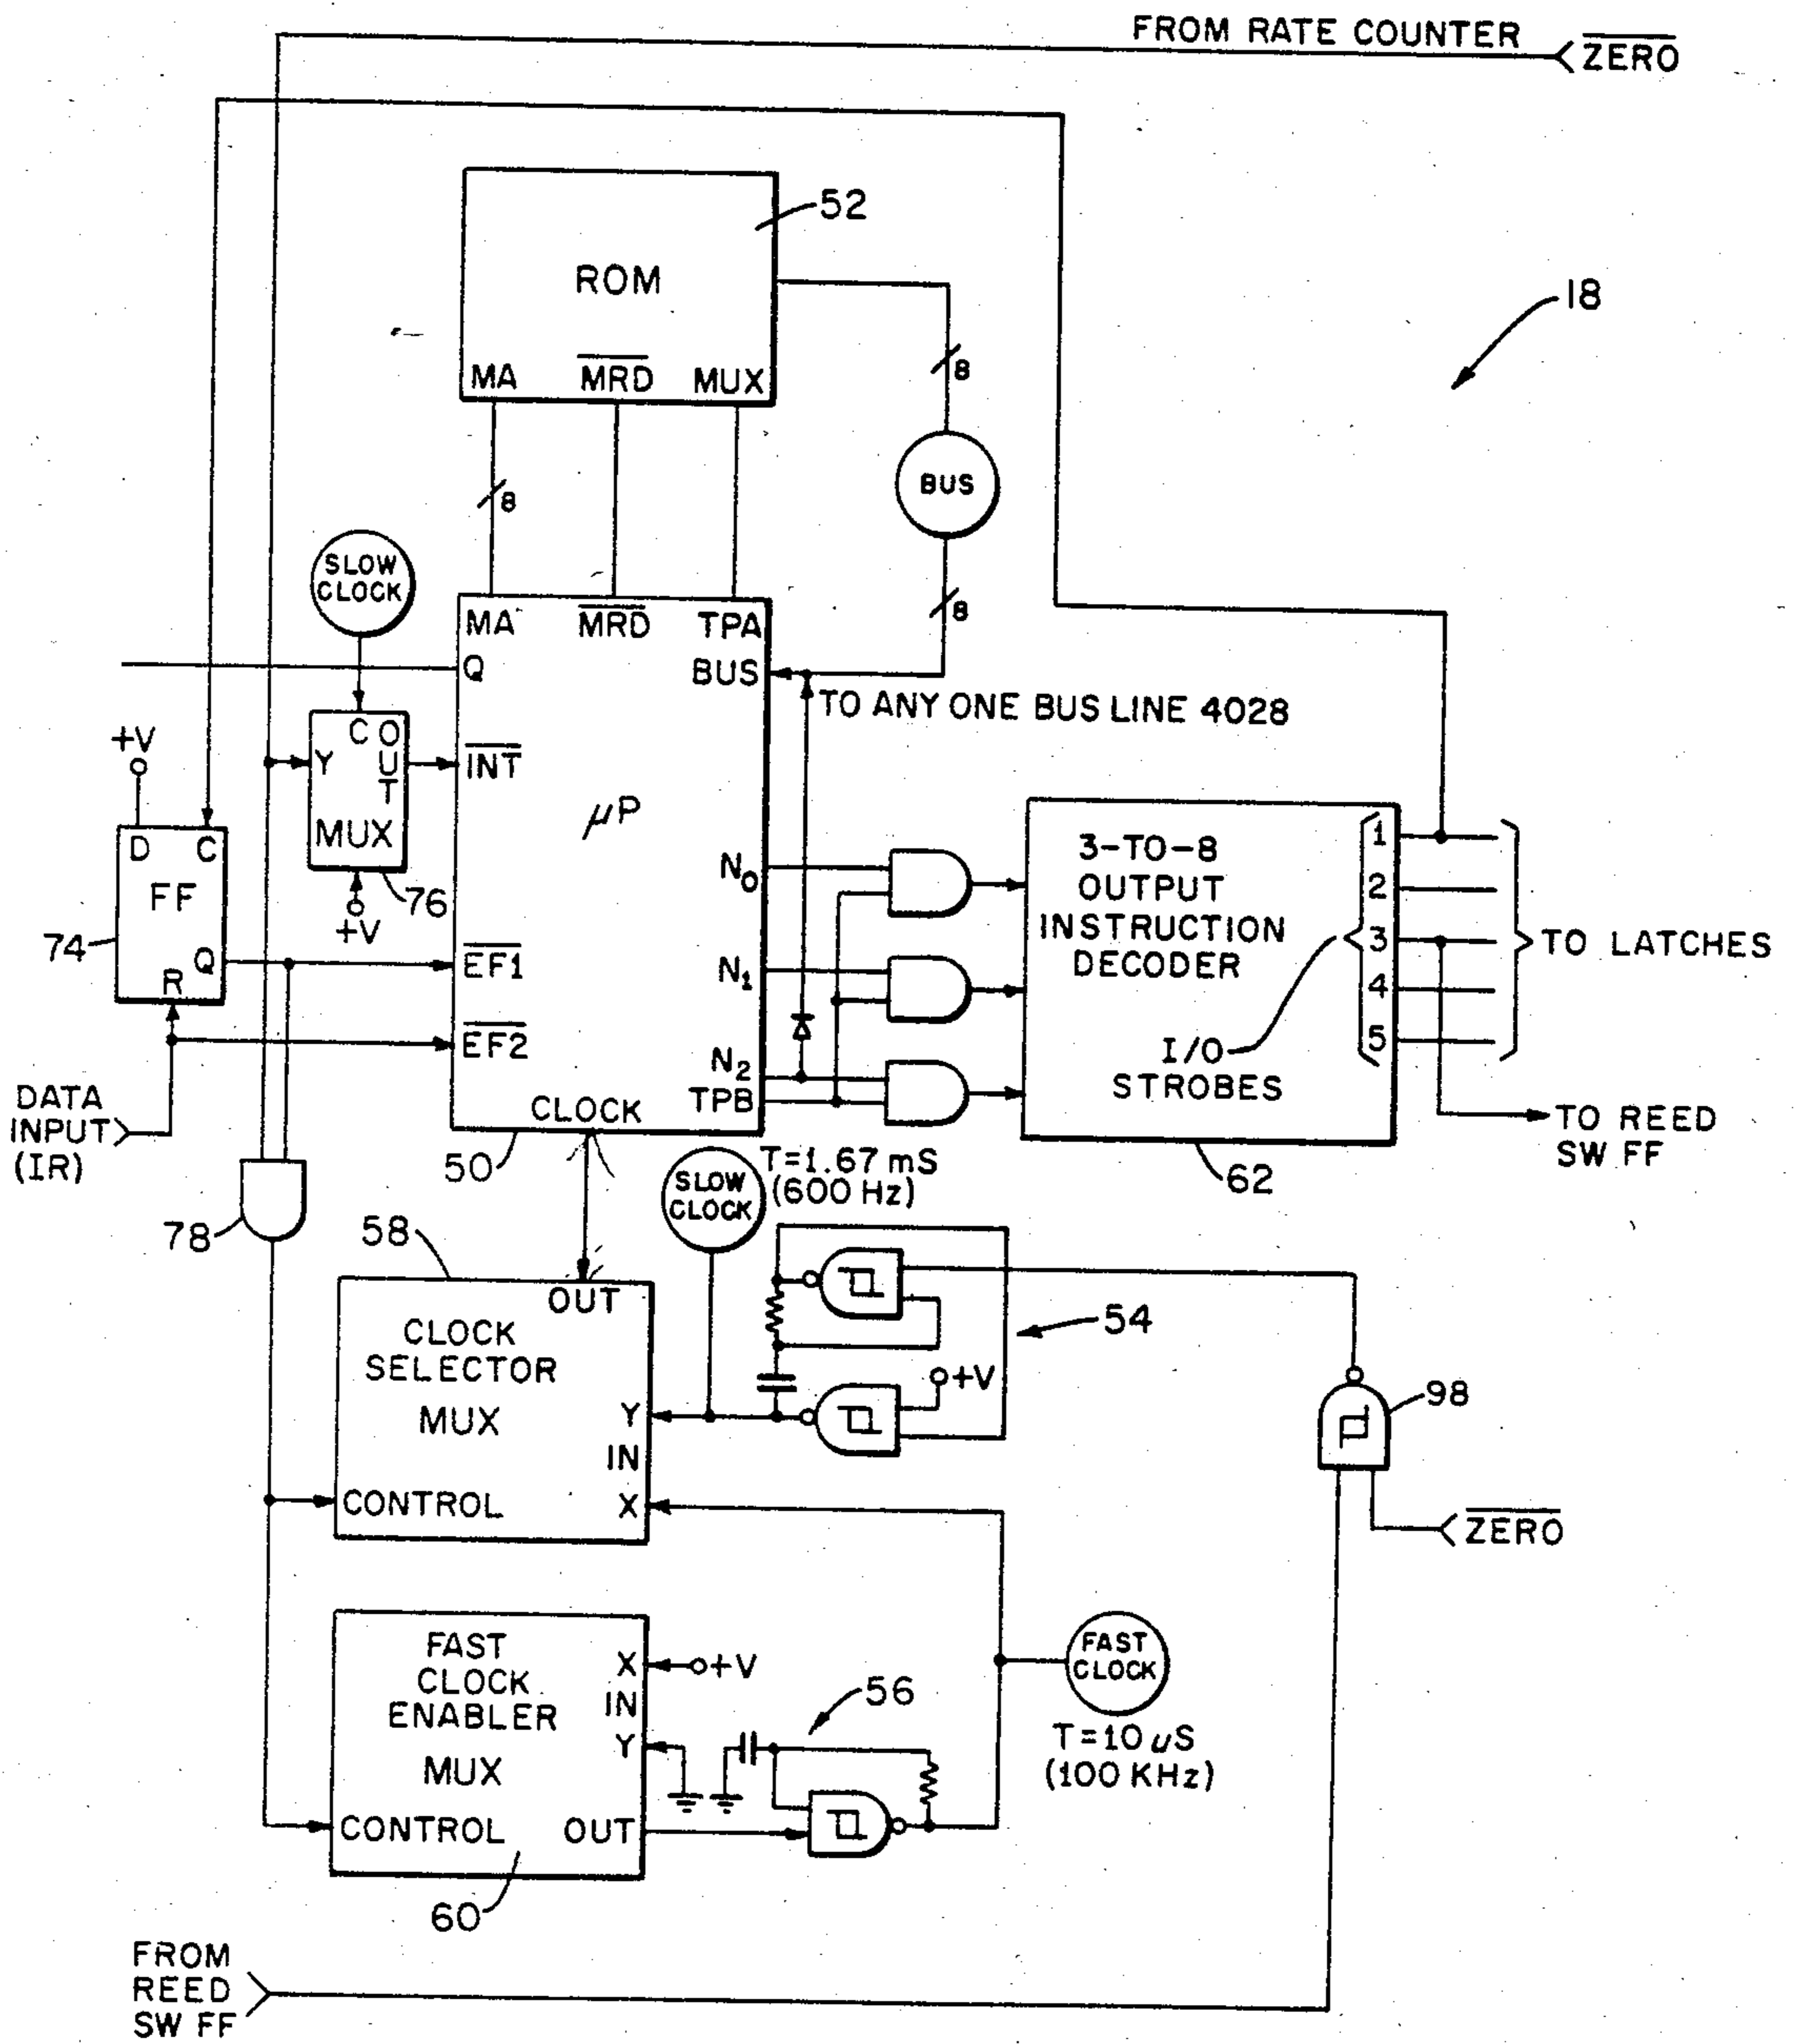 FROM RATE COUNTER
ZERO
52
ROM
18
MA MRD MUX
8
BUS
8
8
SLOW
CLOCK
MA MRD TPA
Q BUS
TO ANY ONE BUS LINE 4028
+V
Y C OUT
INT
MUX
μP
D C
FF
76
+V
74
Q
R
EF1
EF2
N0
N1
N2
TPB
CLOCK
3-TO-8
OUTPUT
INSTRUCTION
DECODER
1
2
3
4
5
I/O
STROBES
TO LATCHES
TO REED
SW FF
DATA
INPUT
(IR)
50
62
SLOW
CLOCK
T=1.67 mS
(600 Hz)
78
58
OUT
CLOCK
SELECTOR
MUX
Y
IN
X
CONTROL
54
+V
98
ZERO
FAST
CLOCK
ENABLER
MUX
X
IN
Y
+V
CONTROL OUT
56
FAST
CLOCK
T=10 uS
(100 KHz)
60
FROM
REED
SW FF